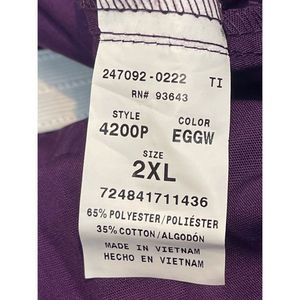 247092-0222 TI
RN# 93643
STYLE COLOR
4200P EGGW
SIZE
2XL
724841711436
65% POLYESTER/POLIÉSTER
35% COTTON/ALGODÓN
MADE IN VIETNAM
HECHO EN VIETNAM